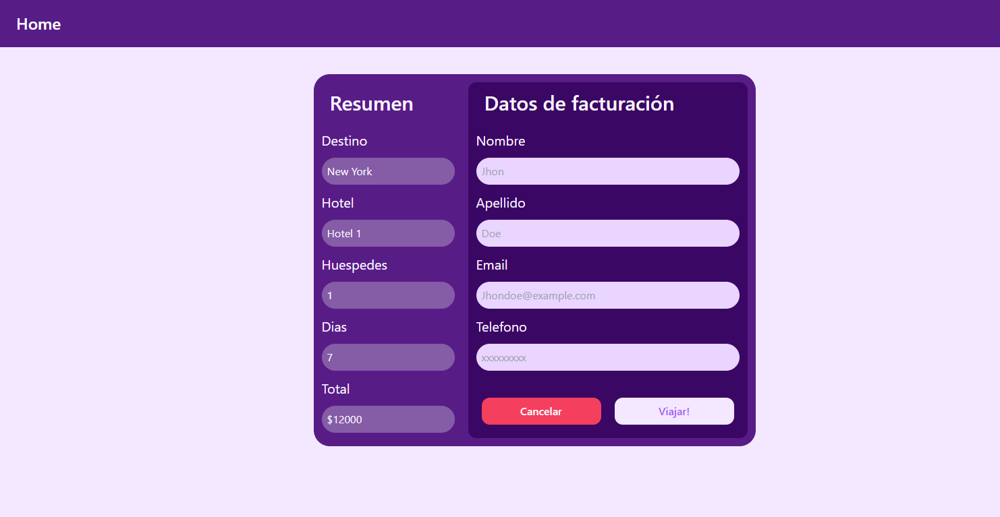 Home
Resumen
Destino
New York
Hotel
Hotel 1
Huespedes
1
Dias
7
Total
$12000
Datos de facturación
Nombre
Jhon
Apellido
Doe
Email
Jhondoe@example.com
Telefono
xxxxxxxxx
Cancelar
Viajar!